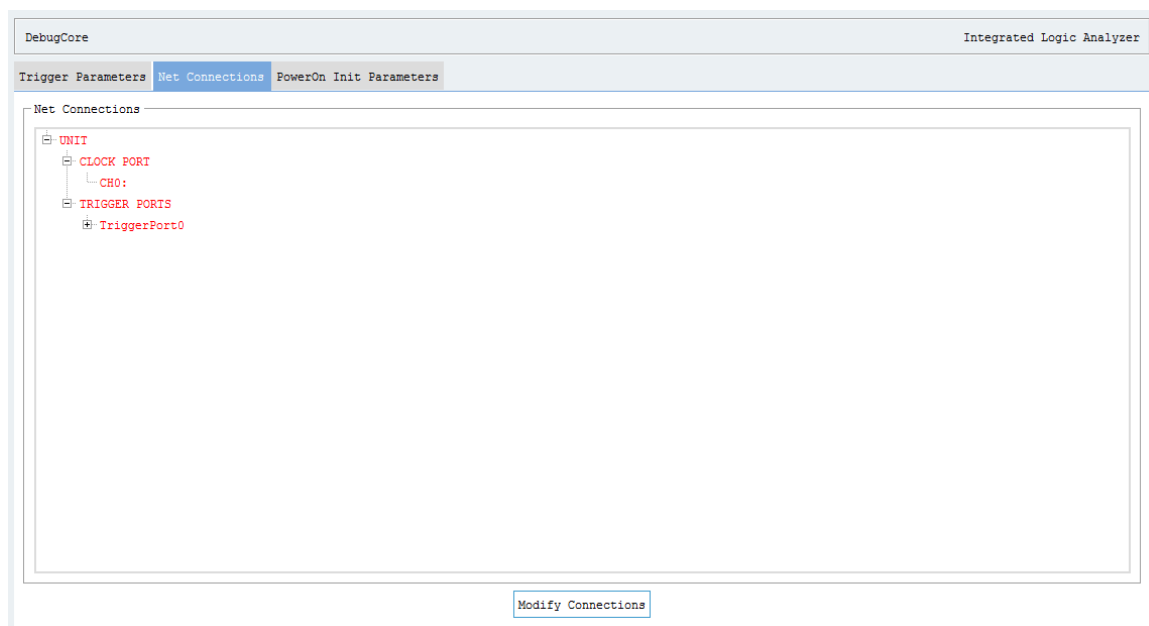 DebugCore Integrated Logic Analyzer
Trigger Parameters Net Connections PowerOn Init Parameters
Net Connections
UNIT
CLOCK PORT
CH0:
TRIGGER PORTS
TriggerPort0
Modify Connections